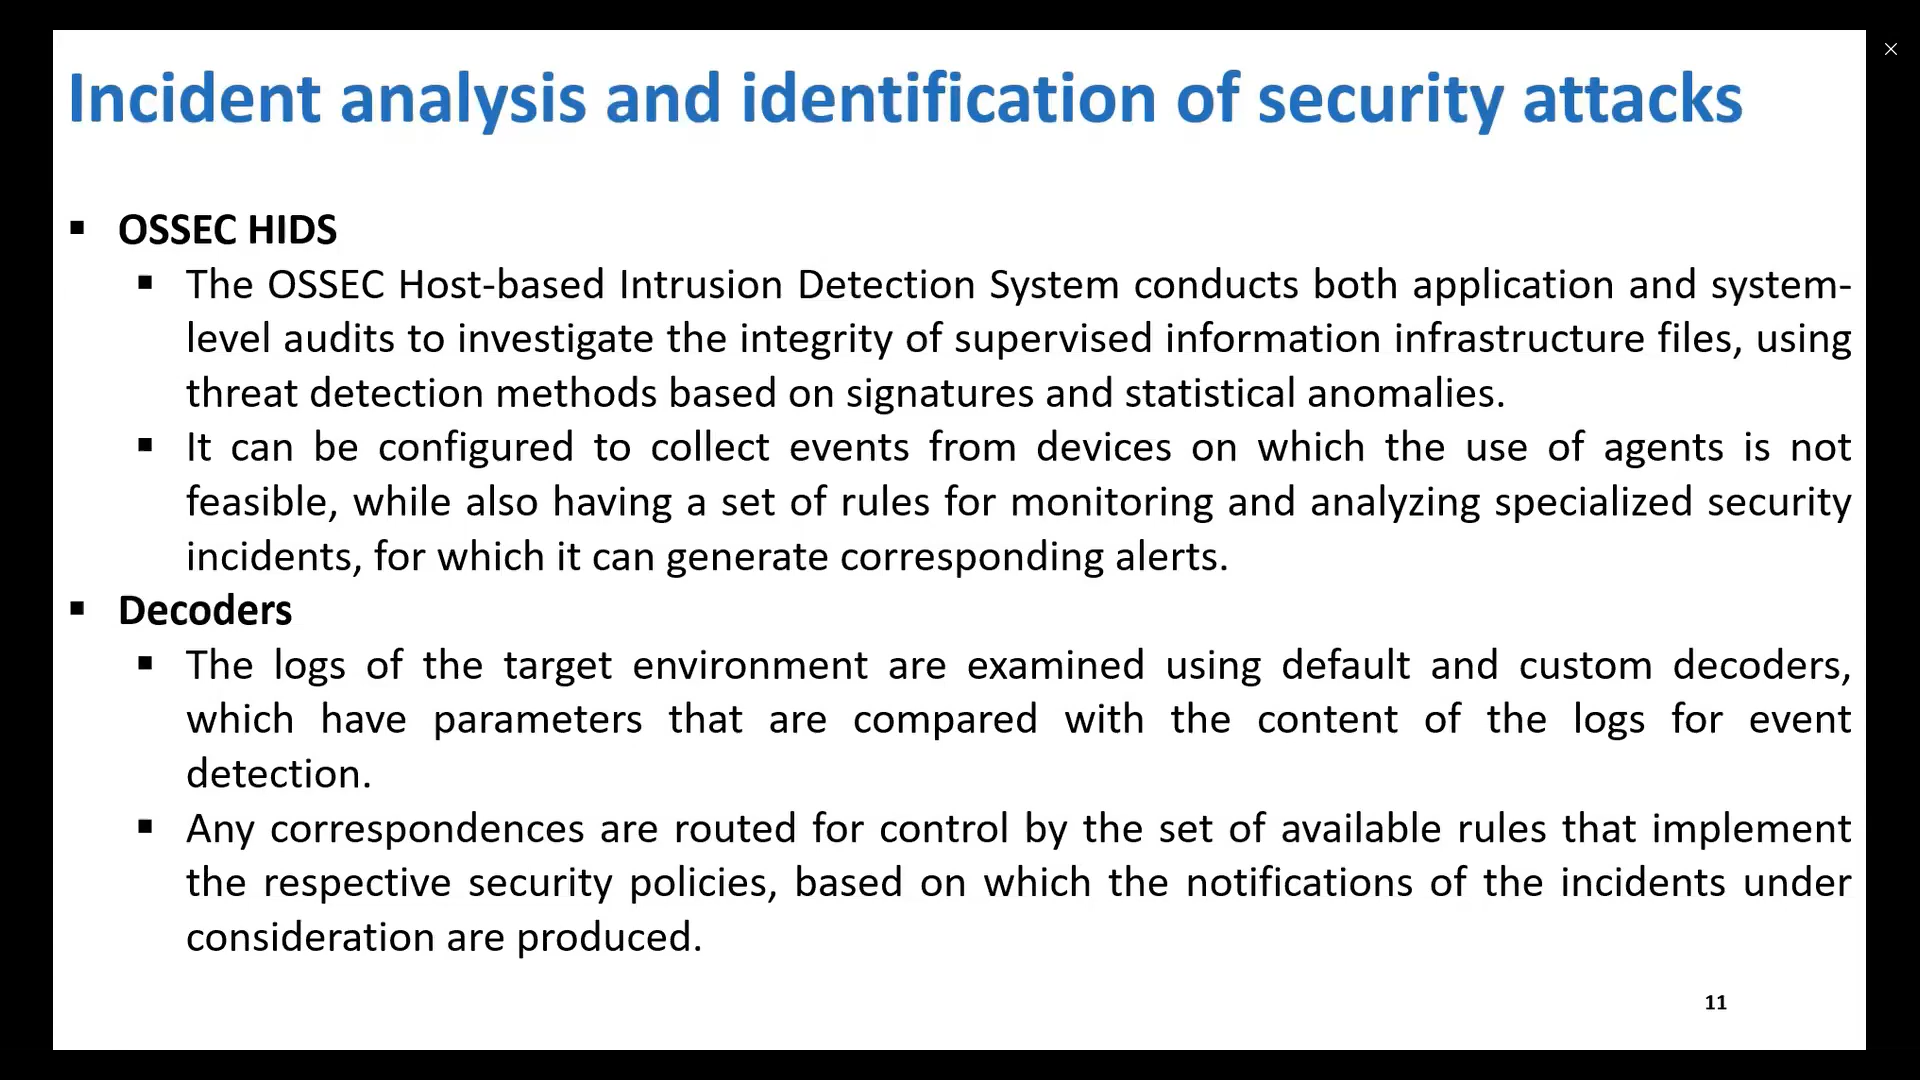 Incident analysis and identification of security attacks
▪ OSSEC HIDS
▪ The OSSEC Host-based Intrusion Detection System conducts both application and system-
level audits to investigate the integrity of supervised information infrastructure files, using
threat detection methods based on signatures and statistical anomalies.
▪ It can be configured to collect events from devices on which the use of agents is not
feasible, while also having a set of rules for monitoring and analyzing specialized security
incidents, for which it can generate corresponding alerts.
▪ Decoders
▪ The logs of the target environment are examined using default and custom decoders,
which have parameters that are compared with the content of the logs for event
detection.
▪ Any correspondences are routed for control by the set of available rules that implement
the respective security policies, based on which the notifications of the incidents under
consideration are produced.
11